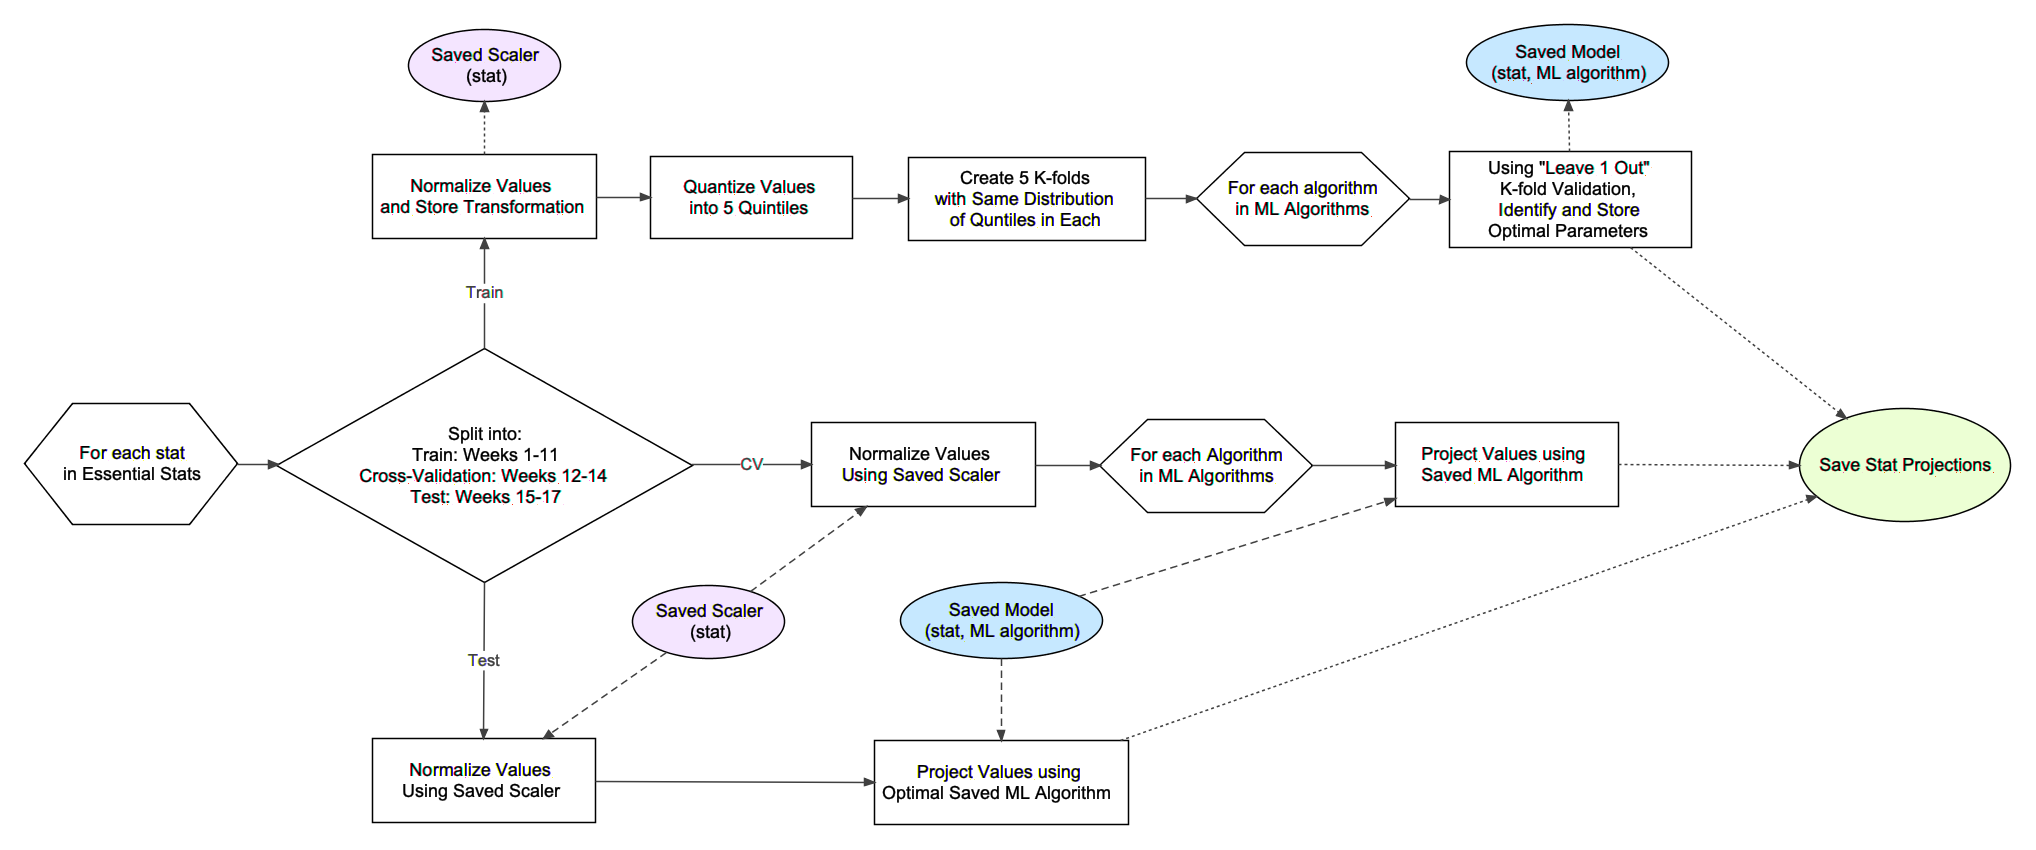 Saved Scaler
(stat)
Saved Model
(stat, ML algorithm)
Normalize Values
and Store Transformation
Quantize Values
into 5 Quintiles
Create 5 K-folds
with Same Distribution
of Quntiles in Each
For each algorithm
in ML Algorithms
Using "Leave 1 Out"
K-fold Validation,
Identify and Store
Optimal Parameters
Train
For each stat
in Essential Stats
Split into:
Train: Weeks 1-11
Cross-Validation: Weeks 12-14
Test: Weeks 15-17
CV
Normalize Values
Using Saved Scaler
For each Algorithm
in ML Algorithms
Project Values using
Saved ML Algorithm
Save Stat Projections
Saved Scaler
(stat)
Saved Model
(stat, ML algorithm)
Test
Normalize Values
Using Saved Scaler
Project Values using
Optimal Saved ML Algorithm